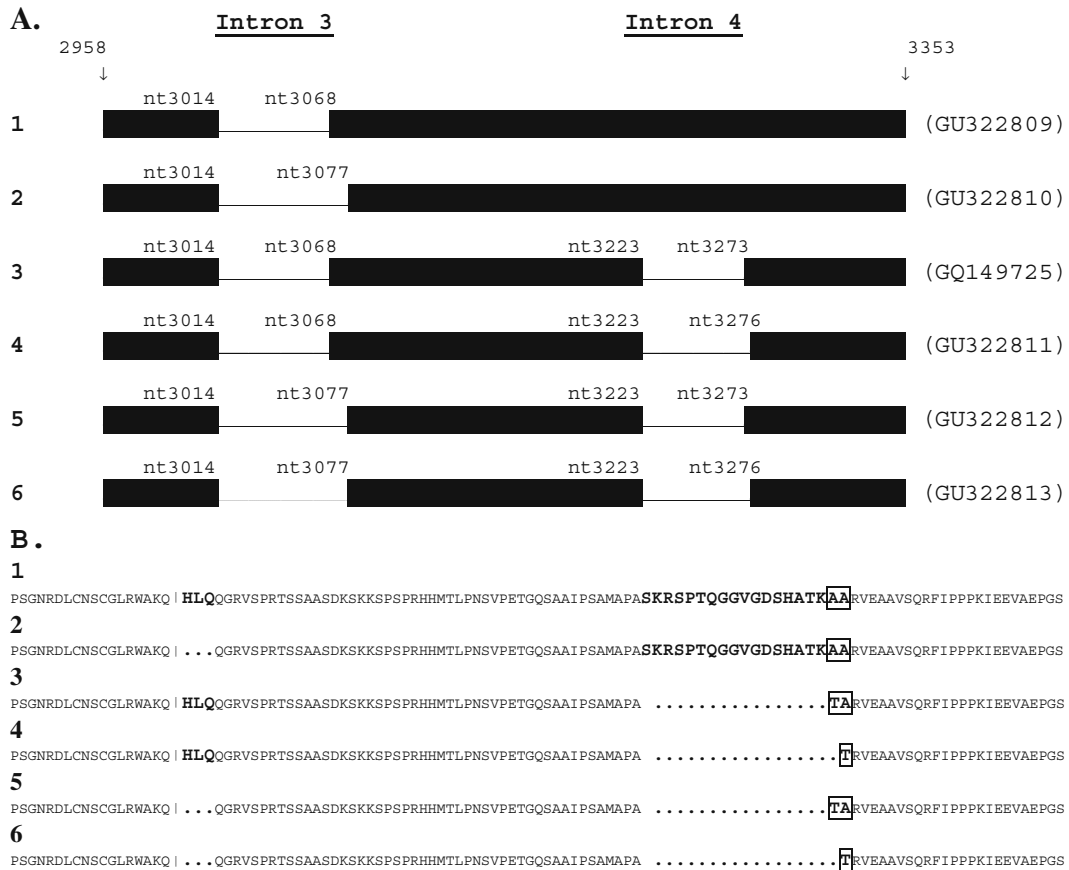 A. Intron 3 Intron 4
2958 3353
↓ ↓
nt3014 nt3068
1 (GU322809)
nt3014 nt3077
2 (GU322810)
nt3014 nt3068 nt3223 nt3273
3 (GQ149725)
nt3014 nt3068 nt3223 nt3276
4 (GU322811)
nt3014 nt3077 nt3223 nt3273
5 (GU322812)
nt3014 nt3077 nt3223 nt3276
6 (GU322813)
B.
1
PSGNRDLCNSCGLRWAKQ|HLQQGRVSPRTSSAASDKSKKSPSPRHHMTLPNSVPETGQSAAIPSAMAPASKRSPTQGGVGDSHATKAARVEAAVSQRFIPPPKIEEVAEPGS
2
PSGNRDLCNSCGLRWAKQ|...QGRVSPRTSSAASDKSKKSPSPRHHMTLPNSVPETGQSAAIPSAMAPASKRSPTQGGVGDSHATKAARVEAAVSQRFIPPPKIEEVAEPGS
3
PSGNRDLCNSCGLRWAKQ|HLQQGRVSPRTSSAASDKSKKSPSPRHHMTLPNSVPETGQSAAIPSAMAPA ................TARVEAAVSQRFIPPPKIEEVAEPGS
4
PSGNRDLCNSCGLRWAKQ|HLQQGRVSPRTSSAASDKSKKSPSPRHHMTLPNSVPETGQSAAIPSAMAPA .................TRVEAAVSQRFIPPPKIEEVAEPGS
5
PSGNRDLCNSCGLRWAKQ|...QGRVSPRTSSAASDKSKKSPSPRHHMTLPNSVPETGQSAAIPSAMAPA ................TARVEAAVSQRFIPPPKIEEVAEPGS
6
PSGNRDLCNSCGLRWAKQ|...QGRVSPRTSSAASDKSKKSPSPRHHMTLPNSVPETGQSAAIPSAMAPA .................TRVEAAVSQRFIPPPKIEEVAEPGS